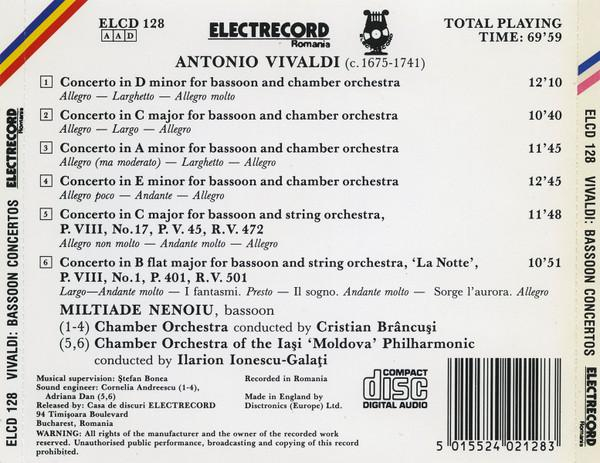 ELCD 128
A A D
ELECTRECORD
Romania
TOTAL PLAYING
TIME: 69'59
ANTONIO VIVALDI (c. 1675-1741)
1 Concerto in D minor for bassoon and chamber orchestra 12'10
Allegro — Larghetto — Allegro molto
2 Concerto in C major for bassoon and chamber orchestra 10'40
Allegro — Largo — Allegro
3 Concerto in A minor for bassoon and chamber orchestra 11'45
Allegro (ma moderato) — Larghetto — Allegro
4 Concerto in E minor for bassoon and chamber orchestra 12'45
Allegro poco — Andante — Allegro
5 Concerto in C major for bassoon and string orchestra, 11'48
P. VIII, No.17, P. V. 45, R.V. 472
Allegro non molto — Andante molto — Allegro
6 Concerto in B flat major for bassoon and string orchestra, 'La Notte', 10'51
P. VIII, No.1, P. 401, R.V. 501
Largo—Andante molto — I fantasmi. Presto — Il sogno. Andante molto — Sorge l'aurora. Allegro
MILTIADE NENOIU, bassoon
(1-4) Chamber Orchestra conducted by Cristian Brâncuşi
(5,6) Chamber Orchestra of the Iaşi 'Moldova' Philharmonic
conducted by Ilarion Ionescu-Galaţi
Musical supervision: Ştefan Bonea
Sound engineer: Cornelia Andreescu (1-4),
Adriana Dan (5,6)
Released by: Casa de discuri ELECTRECORD
94 Timişoara Boulevard
Bucharest, Romania
WARNING: All rights of the manufacturer and the owner of the recorded work
reserved. Unauthorised public performance, broadcasting and copying of this record
prohibited.
Recorded in Romania
Made in England by
Disctronics (Europe) Ltd.
COMPACT
disc
DIGITAL AUDIO
5 015524 021283
ELCD 128 VIVALDI: BASSOON CONCERTOS ELECTRECORD Romania
ELCD 128 VIVALDI: BASSOON CONCERTOS ELECTRECORD Romania